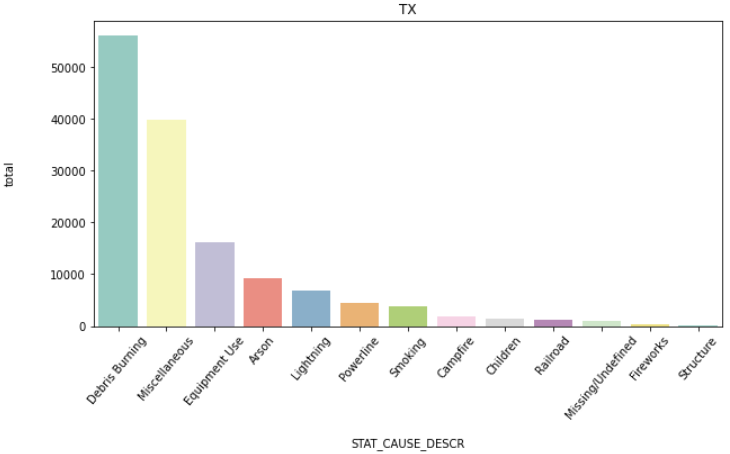 TX
total
50000
40000
30000
20000
10000
0
Debris Burning
Miscellaneous
Equipment Use
Arson
Lightning
Powerline
Smoking
Campfire
Children
Railroad
Missing/Undefined
Fireworks
Structure
STAT_CAUSE_DESCR